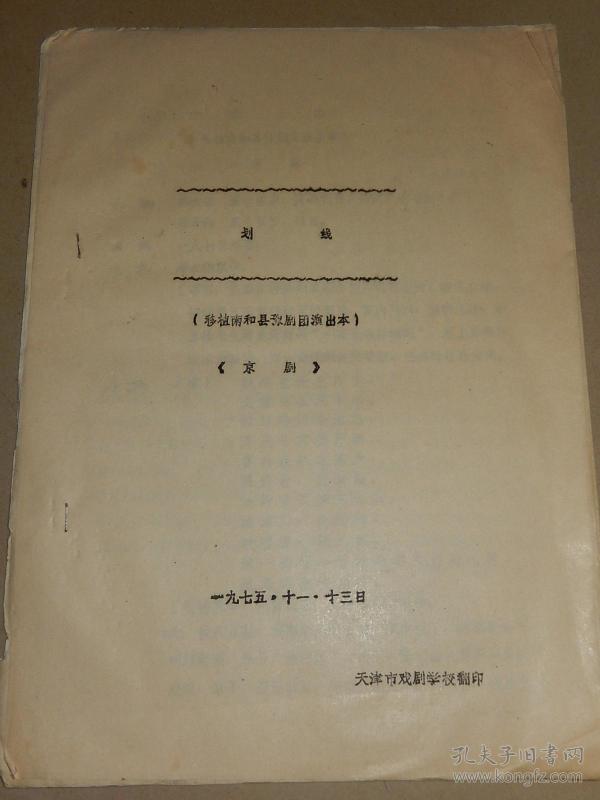 划线
(移植南和县豫剧团演出本)
《京剧》
一九七五·十一·十三日
天津市戏剧学校翻印
孔夫子旧书网
www.kongfz.com